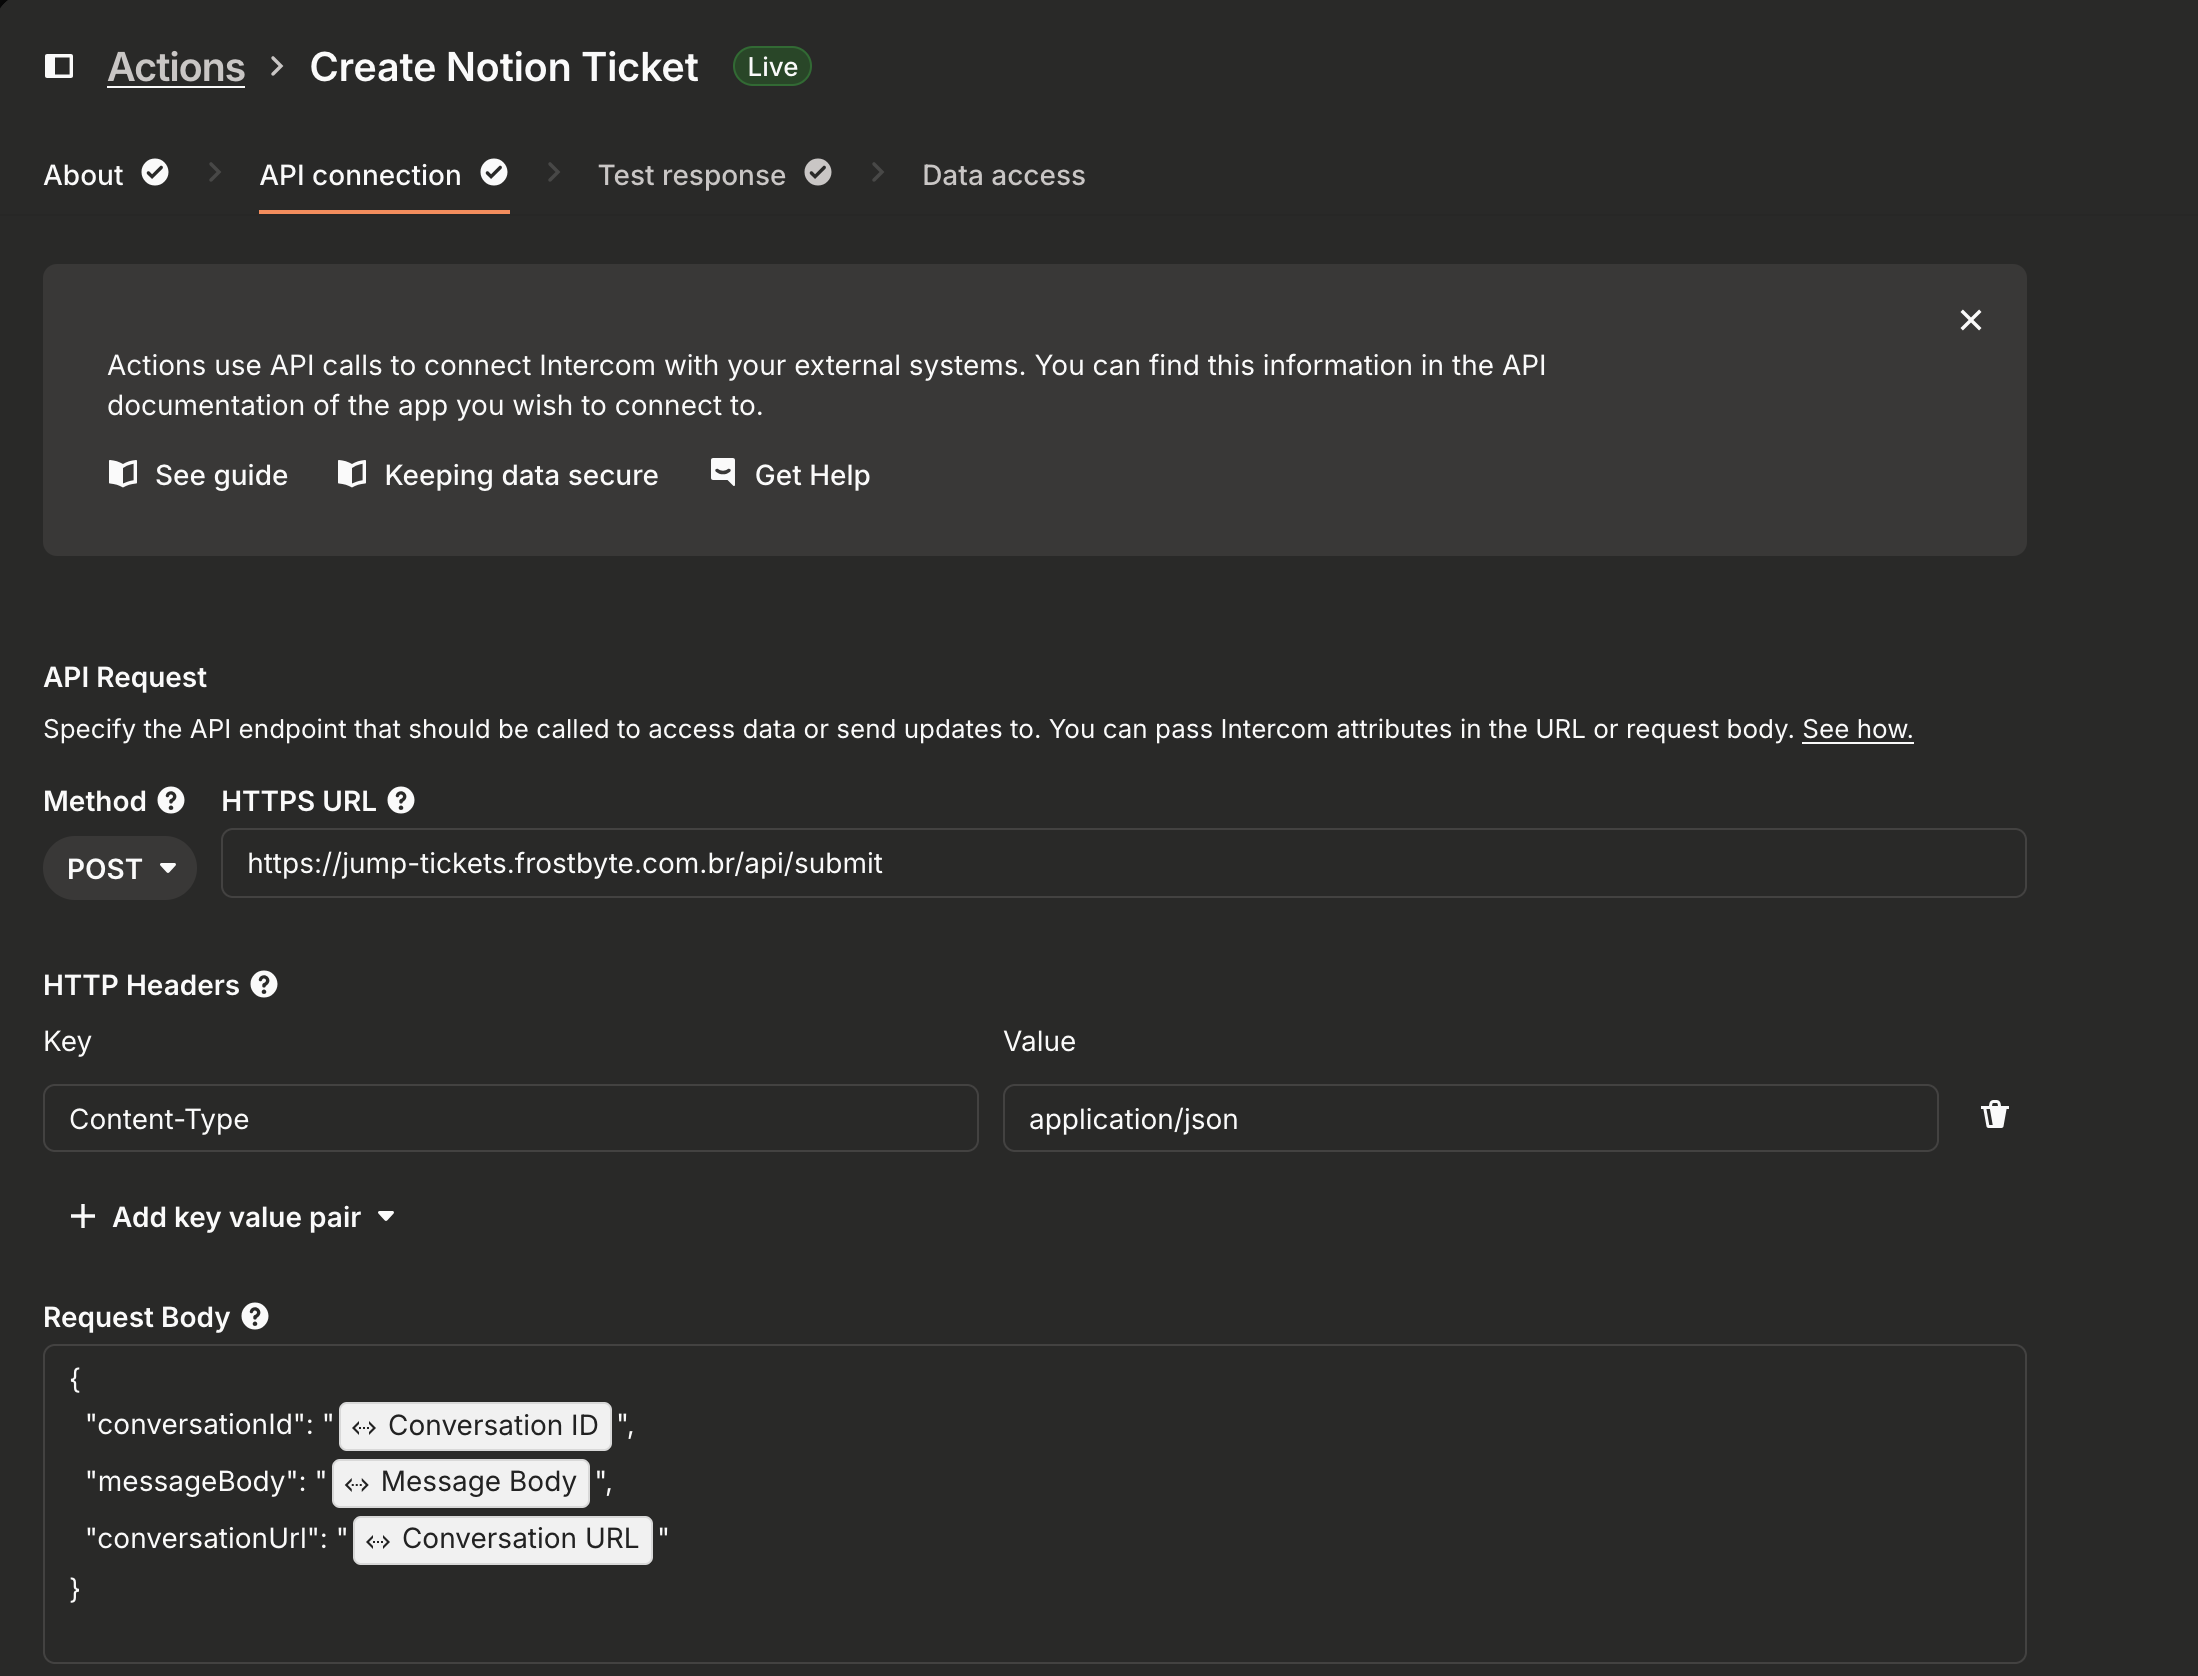 Actions > Create Notion Ticket Live
About > API connection > Test response > Data access
Actions use API calls to connect Intercom with your external systems. You can find this information in the API
documentation of the app you wish to connect to.
See guide Keeping data secure Get Help
API Request
Specify the API endpoint that should be called to access data or send updates to. You can pass Intercom attributes in the URL or request body. See how.
Method HTTPS URL
POST https://jump-tickets.frostbyte.com.br/api/submit
HTTP Headers
Key Value
Content-Type application/json
+ Add key value pair
Request Body
{
"conversationId": " Conversation ID ",
"messageBody": " Message Body ",
"conversationUrl": " Conversation URL "
}